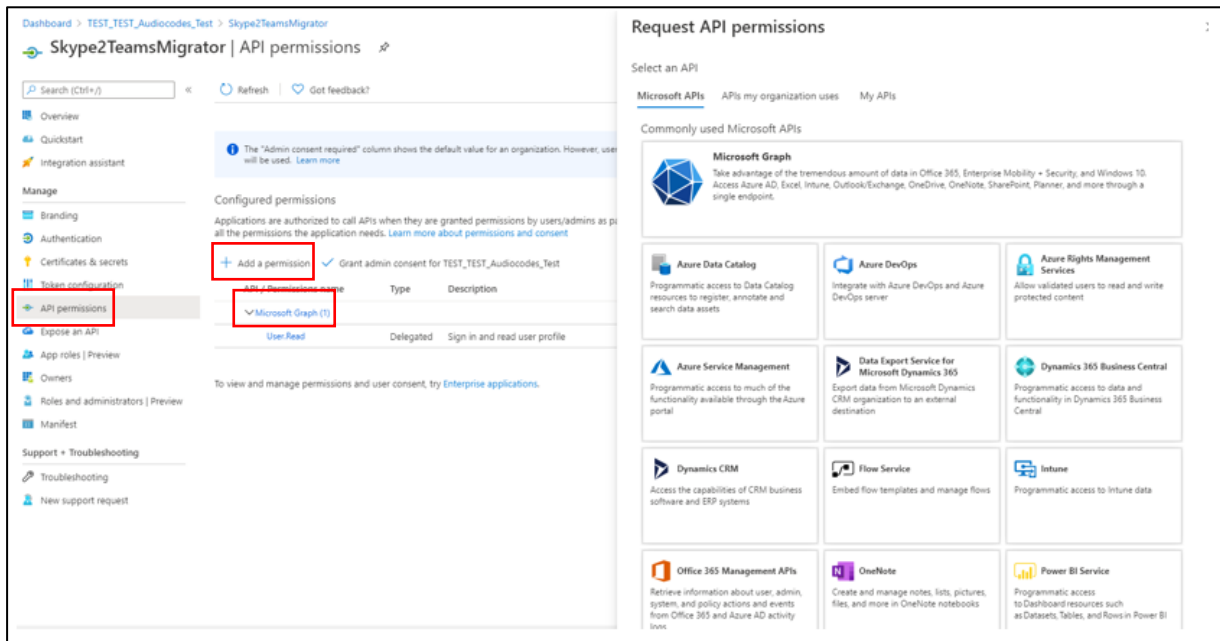 Dashboard > TEST_TEST_Audiocodes_Test > Skype2TeamsMigrator
Skype2TeamsMigrator | API permissions
Search (Ctrl+/)
«
Overview
Quickstart
Integration assistant
Manage
Branding
Authentication
Certificates & secrets
Token configuration
API permissions
Expose an API
App roles | Preview
Owners
Roles and administrators | Preview
Manifest
Support + Troubleshooting
Troubleshooting
New support request
Refresh
Got feedback?
The "Admin consent required" column shows the default value for an organization. However, use
will be used. Learn more
Configured permissions
Applications are authorized to call APIs when they are granted permissions by users/admins as pa
all the permissions the application needs. Learn more about permissions and consent
+ Add a permission
Grant admin consent for TEST_TEST_Audiocodes_Test
API / Permissions name Type Description
Microsoft Graph (1)
User.Read Delegated Sign in and read user profile
To view and manage permissions and user consent, try Enterprise applications.
Request API permissions
Select an API
Microsoft APIs APIs my organization uses My APIs
Commonly used Microsoft APIs
Microsoft Graph
Take advantage of the tremendous amount of data in Office 365, Enterprise Mobility + Security, and Windows 10.
Access Azure AD, Excel, Intune, Outlook/Exchange, OneDrive, OneNote, SharePoint, Planner, and more through a
single endpoint.
Azure Data Catalog
Programmatic access to Data Catalog
resources to register, annotate and
search data assets
Azure DevOps
Integrate with Azure DevOps and Azure
DevOps server
Azure Rights Management
Services
Allow validated users to read and write
protected content
Azure Service Management
Programmatic access to much of the
functionality available through the Azure
portal
Data Export Service for
Microsoft Dynamics 365
Export data from Microsoft Dynamics
CRM organization to an external
destination
Dynamics 365 Business Central
Programmatic access to data and
functionality in Dynamics 365 Business
Central
Dynamics CRM
Access the capabilities of CRM business
software and ERP systems
Flow Service
Embed flow templates and manage flows
Intune
Programmatic access to Intune data
Office 365 Management APIs
Retrieve information about user, admin,
system, and policy actions and events
from Office 365 and Azure AD activity
logs
OneNote
Create and manage notes, lists, pictures,
files, and more in OneNote notebooks
Power BI Service
Programmatic access
to Dashboard resources such
as Datasets, Tables, and Rows in Power BI